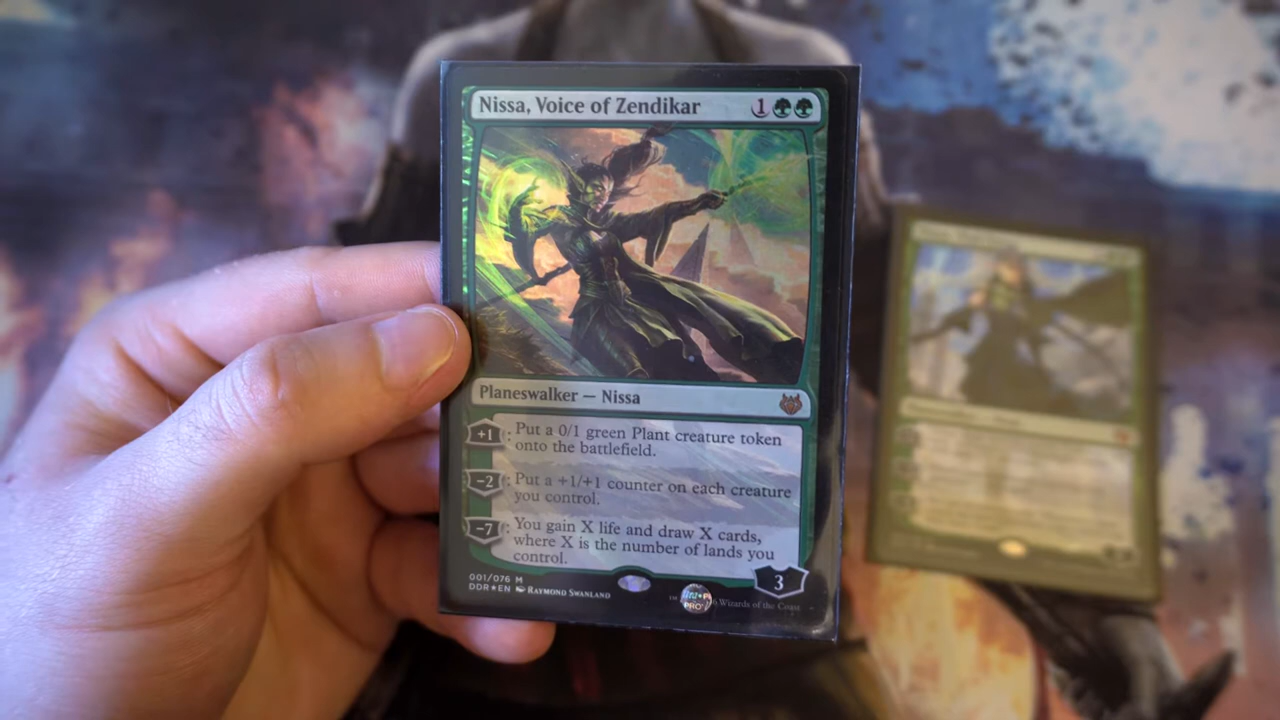 Nissa, Voice of Zendikar 1
Planeswalker — Nissa
+1 : Put a 0/1 green Plant creature token
onto the battlefield.
−2 : Put a +1/+1 counter on each creature
you control.
−7 : You gain X life and draw X cards,
where X is the number of lands you
control.
3
001/076 M
DDR★EN RAYMOND SWANLAND
PRO
Wizards of the Coast